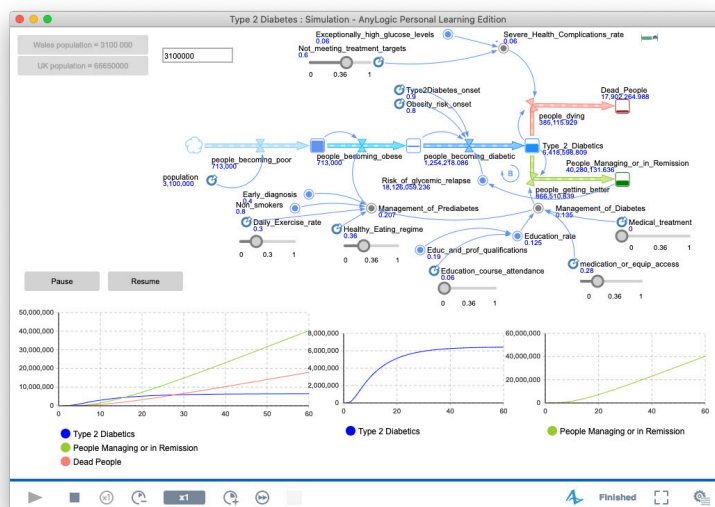 Type 2 Diabetes : Simulation - AnyLogic Personal Learning Edition
Wales population = 3100 000
3100000
UK population = 66650000
Exceptionally_high_glucose_levels
0.06
Severe_Health_Complications_rate
0.06
Not_meeting_treatment_targets
0.6
0 0.36 1
Type2Diabetes_onset
0.9
Obesity_risk_onset
0.8
Dead_People
17,902,264.988
people_dying
385,115.929
people_becoming_poor
713,000
people_becoming_obese
713,000
people_becoming_diabetic
1,254,218.086
Type_2_Diabetics
6,418,598.809
People_Managing_or_in_Remission
40,280,131.636
population
3,100,000
Risk_of_glycemic_relapse
18,126,059.236
B
people_getting_better
866,510.839
Early_diagnosis
0.4
Non_smokers
0.8
Management_of_Prediabetes
0.207
Management_of_Diabetes
0.135
Daily_Exercise_rate
0.3
0 0.36 1
Healthy_Eating_regime
0.36
0 0.36 1
Education_rate
0.125
Medical_treatment
0
0 0.36 1
Educ_and_prof_qualifications
0.19
Education_course_attendance
0.06
0 0.36 1
medication_or_equip_access
0.28
0 0.36 1
Pause
Resume
50,000,000
40,000,000
30,000,000
20,000,000
10,000,000
0
0 10 20 30 40 50 60
Type 2 Diabetics
People Managing or in Remission
Dead People
8,000,000
6,000,000
4,000,000
2,000,000
0
0 20 40 60
Type 2 Diabetics
60,000,000
40,000,000
20,000,000
0
0 20 40 60
People Managing or in Remission
x1
x1
Finished